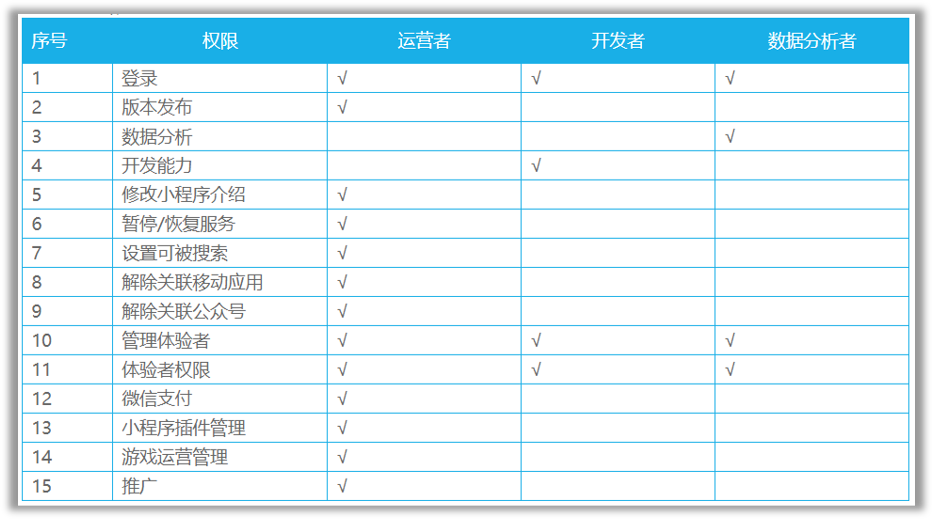 序号 权限 运营者 开发者 数据分析者
1 登录 √ √ √
2 版本发布 √
3 数据分析 √
4 开发能力 √
5 修改小程序介绍 √
6 暂停/恢复服务 √
7 设置可被搜索 √
8 解除关联移动应用 √
9 解除关联公众号 √
10 管理体验者 √ √ √
11 体验者权限 √ √ √
12 微信支付 √
13 小程序插件管理 √
14 游戏运营管理 √
15 推广 √